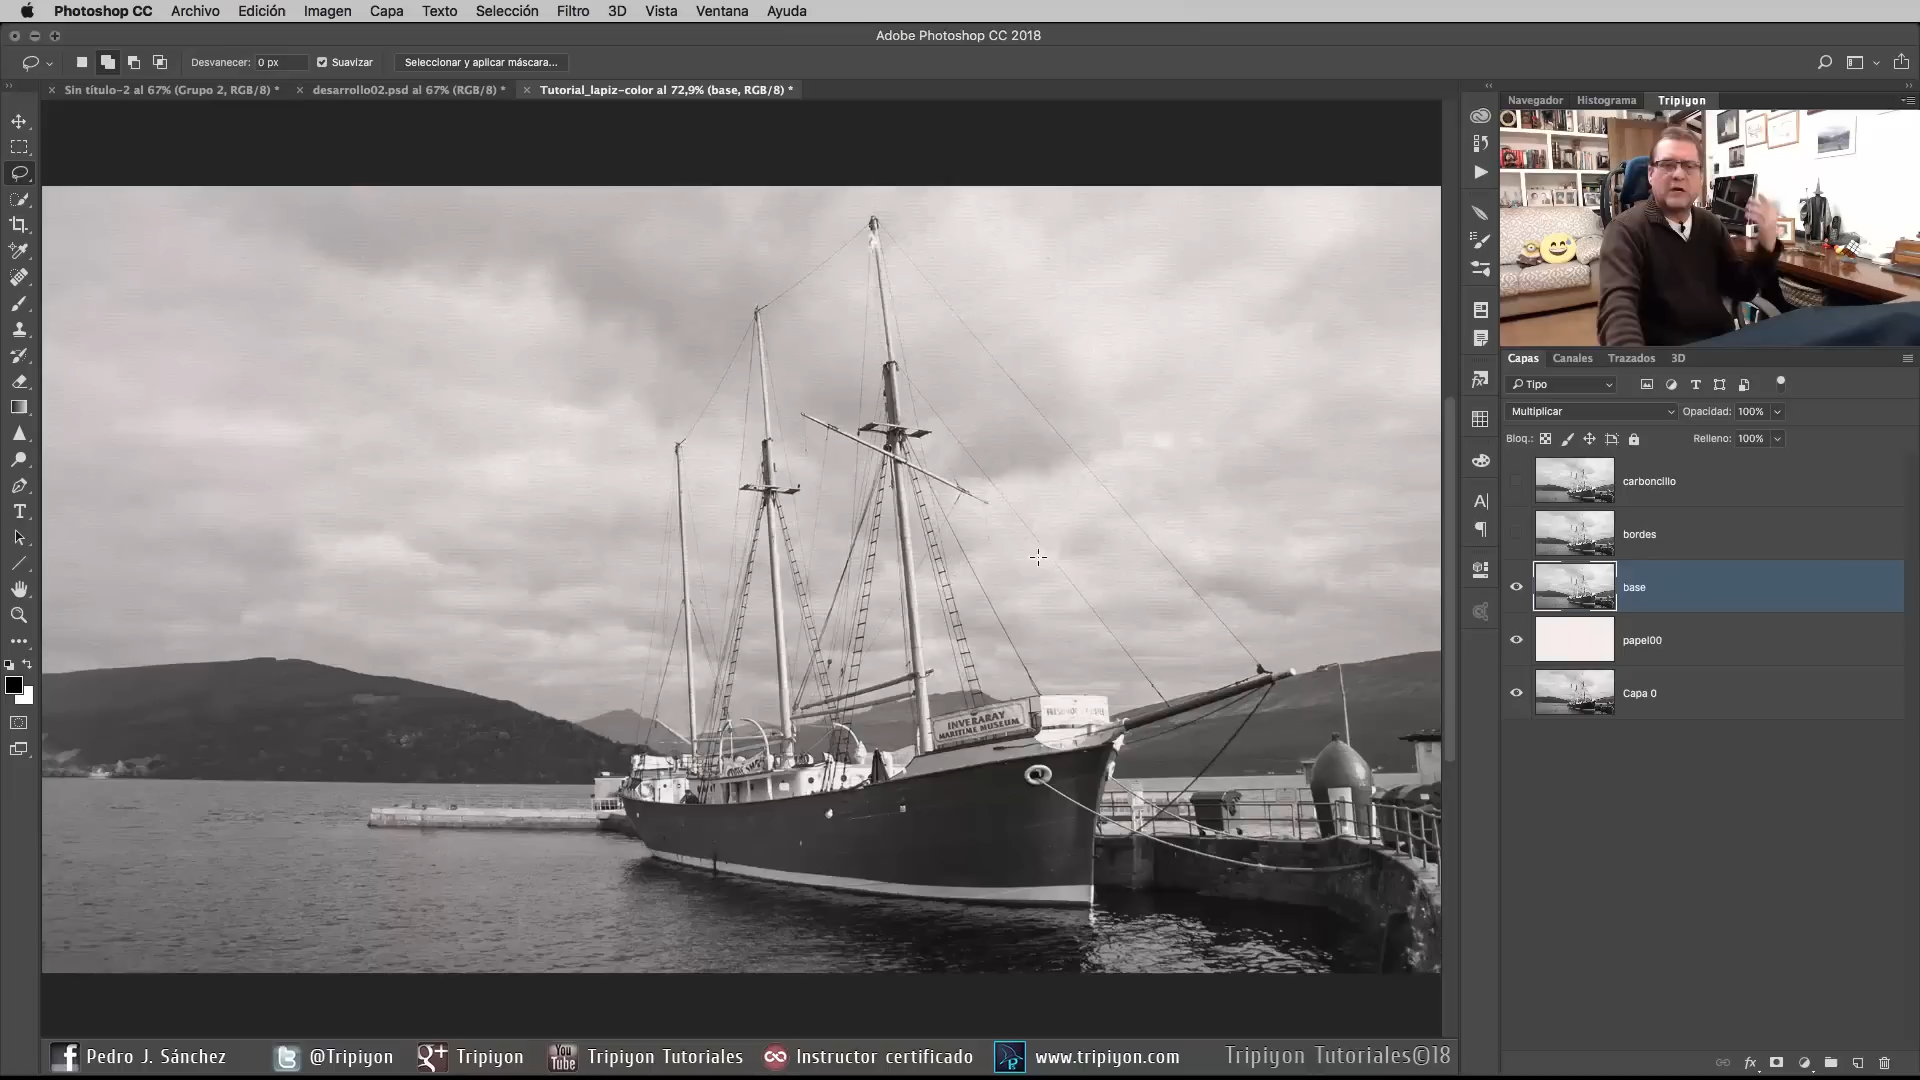 Photoshop CC Archivo Edición Imagen Capa Texto Selección Filtro 3D Vista Ventana Ayuda
Adobe Photoshop CC 2018
Desvanecer: 0 px Suavizar Seleccionar y aplicar máscara...
Sin título-2 al 67% (Grupo 2, RGB/8) * desarrollo02.psd al 67% (RGB/8) * Tutorial_lapiz-color al 72,9% (base, RGB/8) *
Navegador Histograma Tripiyon
Capas Canales Trazados 3D
Tipo
Multiplicar Opacidad: 100%
Bloq.: Relleno: 100%
carboncillo
bordes
base
papel00
Capa 0
INVERARAY
MARITIME MUSEUM
Pedro J. Sánchez @Tripiyon Tripiyon Tripiyon Tutoriales Instructor certificado www.tripiyon.com Tripiyon Tutoriales©18